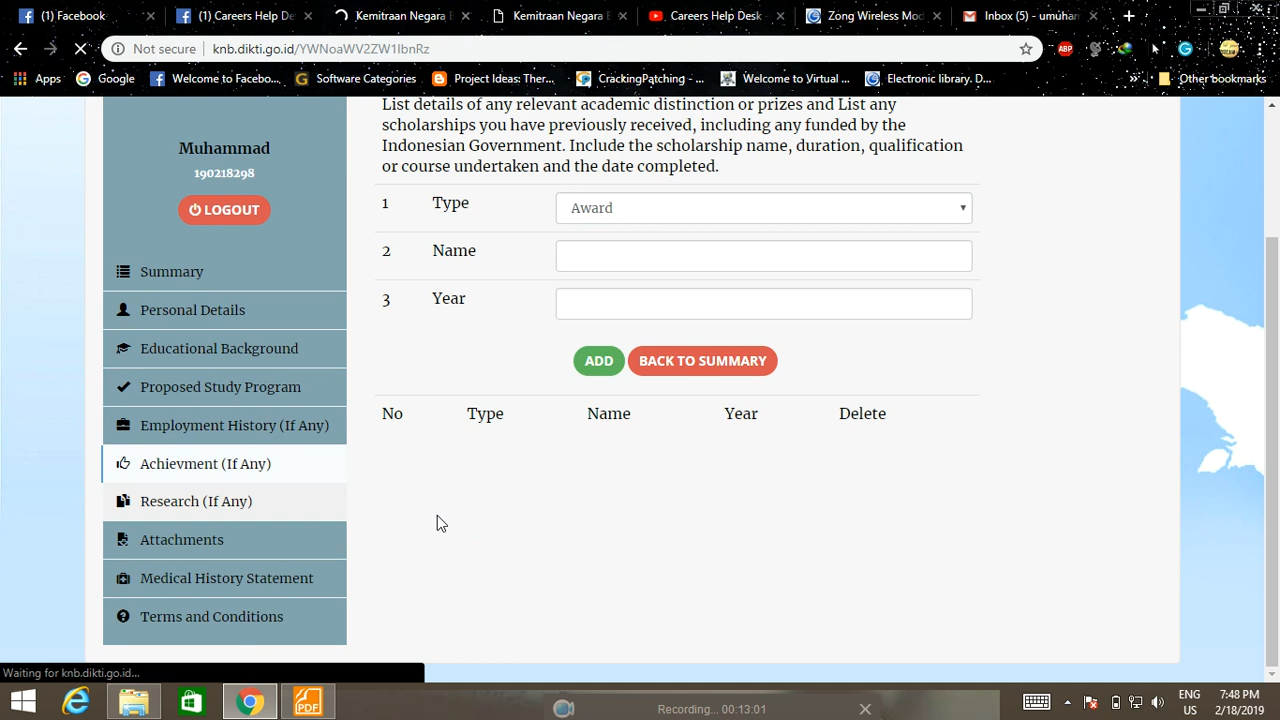 (1) Facebook
(1) Careers Help De
Kemitraan Negara B
Kemitraan Negara B
Careers Help Desk -
Zong Wireless Mod
Inbox (5) - umuhan
Not secure
knb.dikti.go.id/YWNoaWV2ZW1lbnRz
ABP
Apps
Google
Welcome to Facebo...
Software Categories
Project Ideas: Ther...
CrackingPatching - ...
Welcome to Virtual ...
Electronic library. D...
»
Other bookmarks
Muhammad
190218298
LOGOUT
Summary
Personal Details
Educational Background
Proposed Study Program
Employment History (If Any)
Achievment (If Any)
Research (If Any)
Attachments
Medical History Statement
Terms and Conditions
List details of any relevant academic distinction or prizes and List any
scholarships you have previously received, including any funded by the
Indonesian Government. Include the scholarship name, duration, qualification
or course undertaken and the date completed.
1 Type Award
2 Name
3 Year
ADD BACK TO SUMMARY
No Type Name Year Delete
Waiting for knb.dikti.go.id...
PDF
Recording... 00:13:01
ENG
US
7:48 PM
2/18/2019